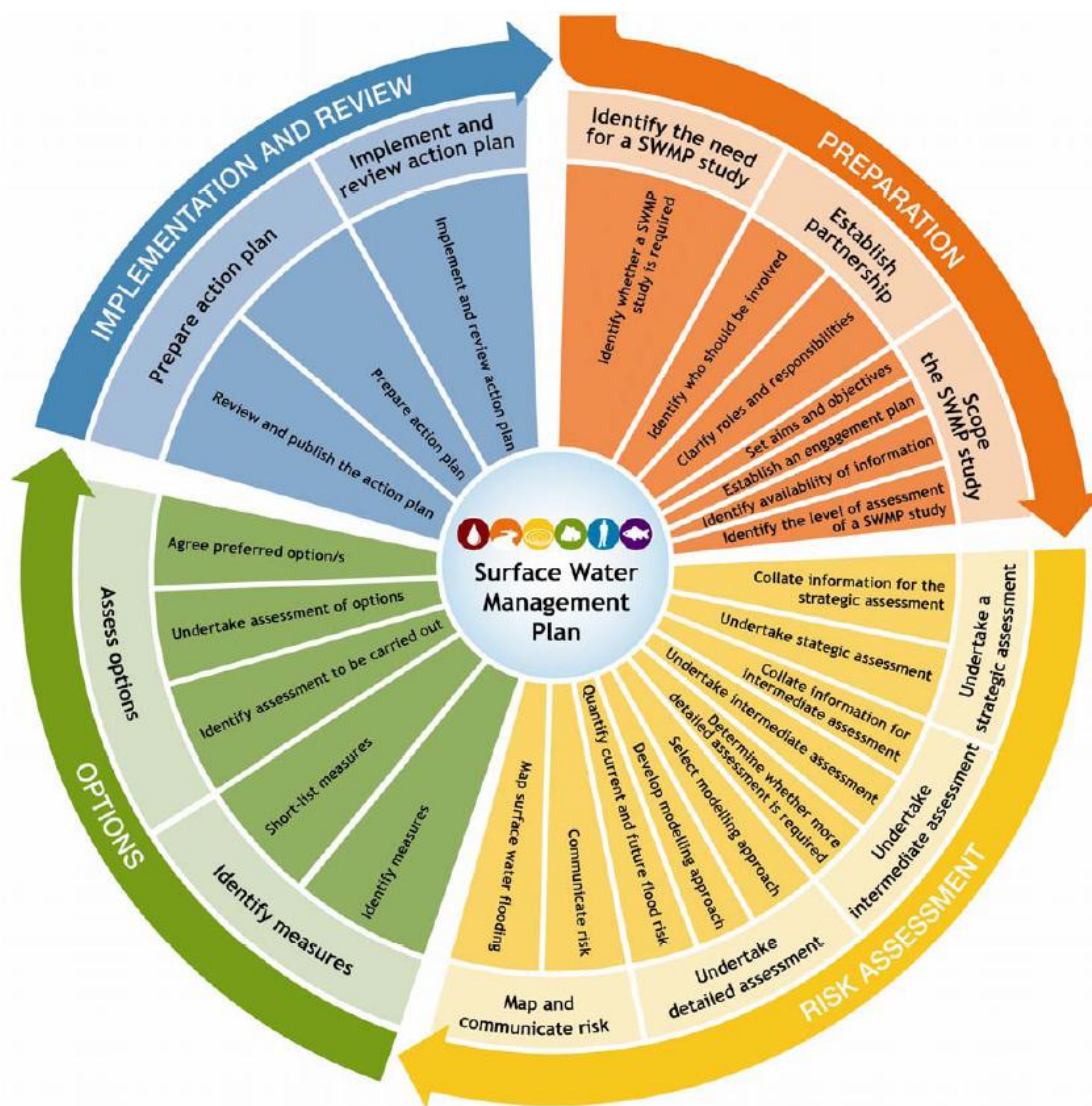 IMPLEMENTATION AND REVIEW
PREPARATION
RISK ASSESSMENT
OPTIONS
Identify the need
for a SWMP study
Establish
partnership
Scope
the SWMP study
Identify whether a SWMP
study is required
Identify who should be involved
Clarify roles and responsibilities
Set aims and objectives
Establish an engagement plan
Identify availability of information
Identify the level of assessment
of a SWMP study
Undertake a
strategic assessment
Undertake
intermediate assessment
Undertake
detailed assessment
Map and
communicate risk
Collate information for the
strategic assessment
Undertake stategic assessment
Collate information for
intermediate assessment
Undertake intermediate assessment
Determine whether more
detailed assessment is required
Select modelling approach
Develop modelling approach
Quantify current and future flood risk
Communicate risk
Map surface water flooding
Identify measures
Assess options
Identify measures
Short-list measures
Identify assessment to be carried out
Undertake assessment of options
Agree preferred option/s
Prepare action plan
Implement and
review action plan
Review and publish the action plan
Prepare action plan
Implement and review action plan
Surface Water
Management
Plan